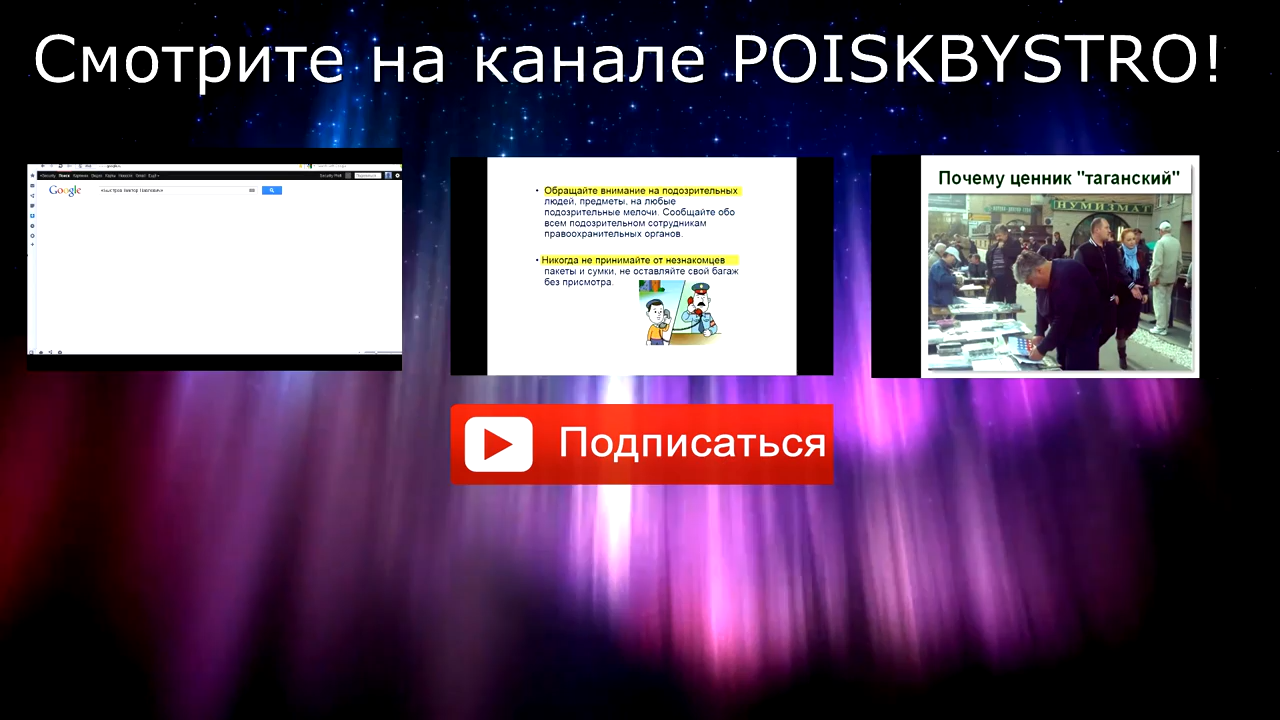 Смотрите на канале POISKBYSTRO!
Google
• Обращайте внимание на подозрительных
людей, предметы, на любые
подозрительные мелочи. Сообщайте обо
всем подозрительном сотрудникам
правоохранительных органов.
• Никогда не принимайте от незнакомцев
пакеты и сумки, не оставляйте свой багаж
без присмотра.
Почему ценник "таганский"
НУМИЗМАТ
Подписаться